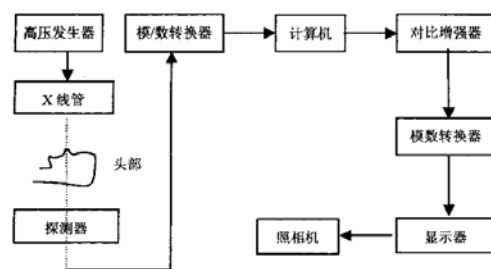 高压发生器
模/数转换器
计算机
对比增强器
X 线管
模数转换器
头部
探测器
照相机
显示器